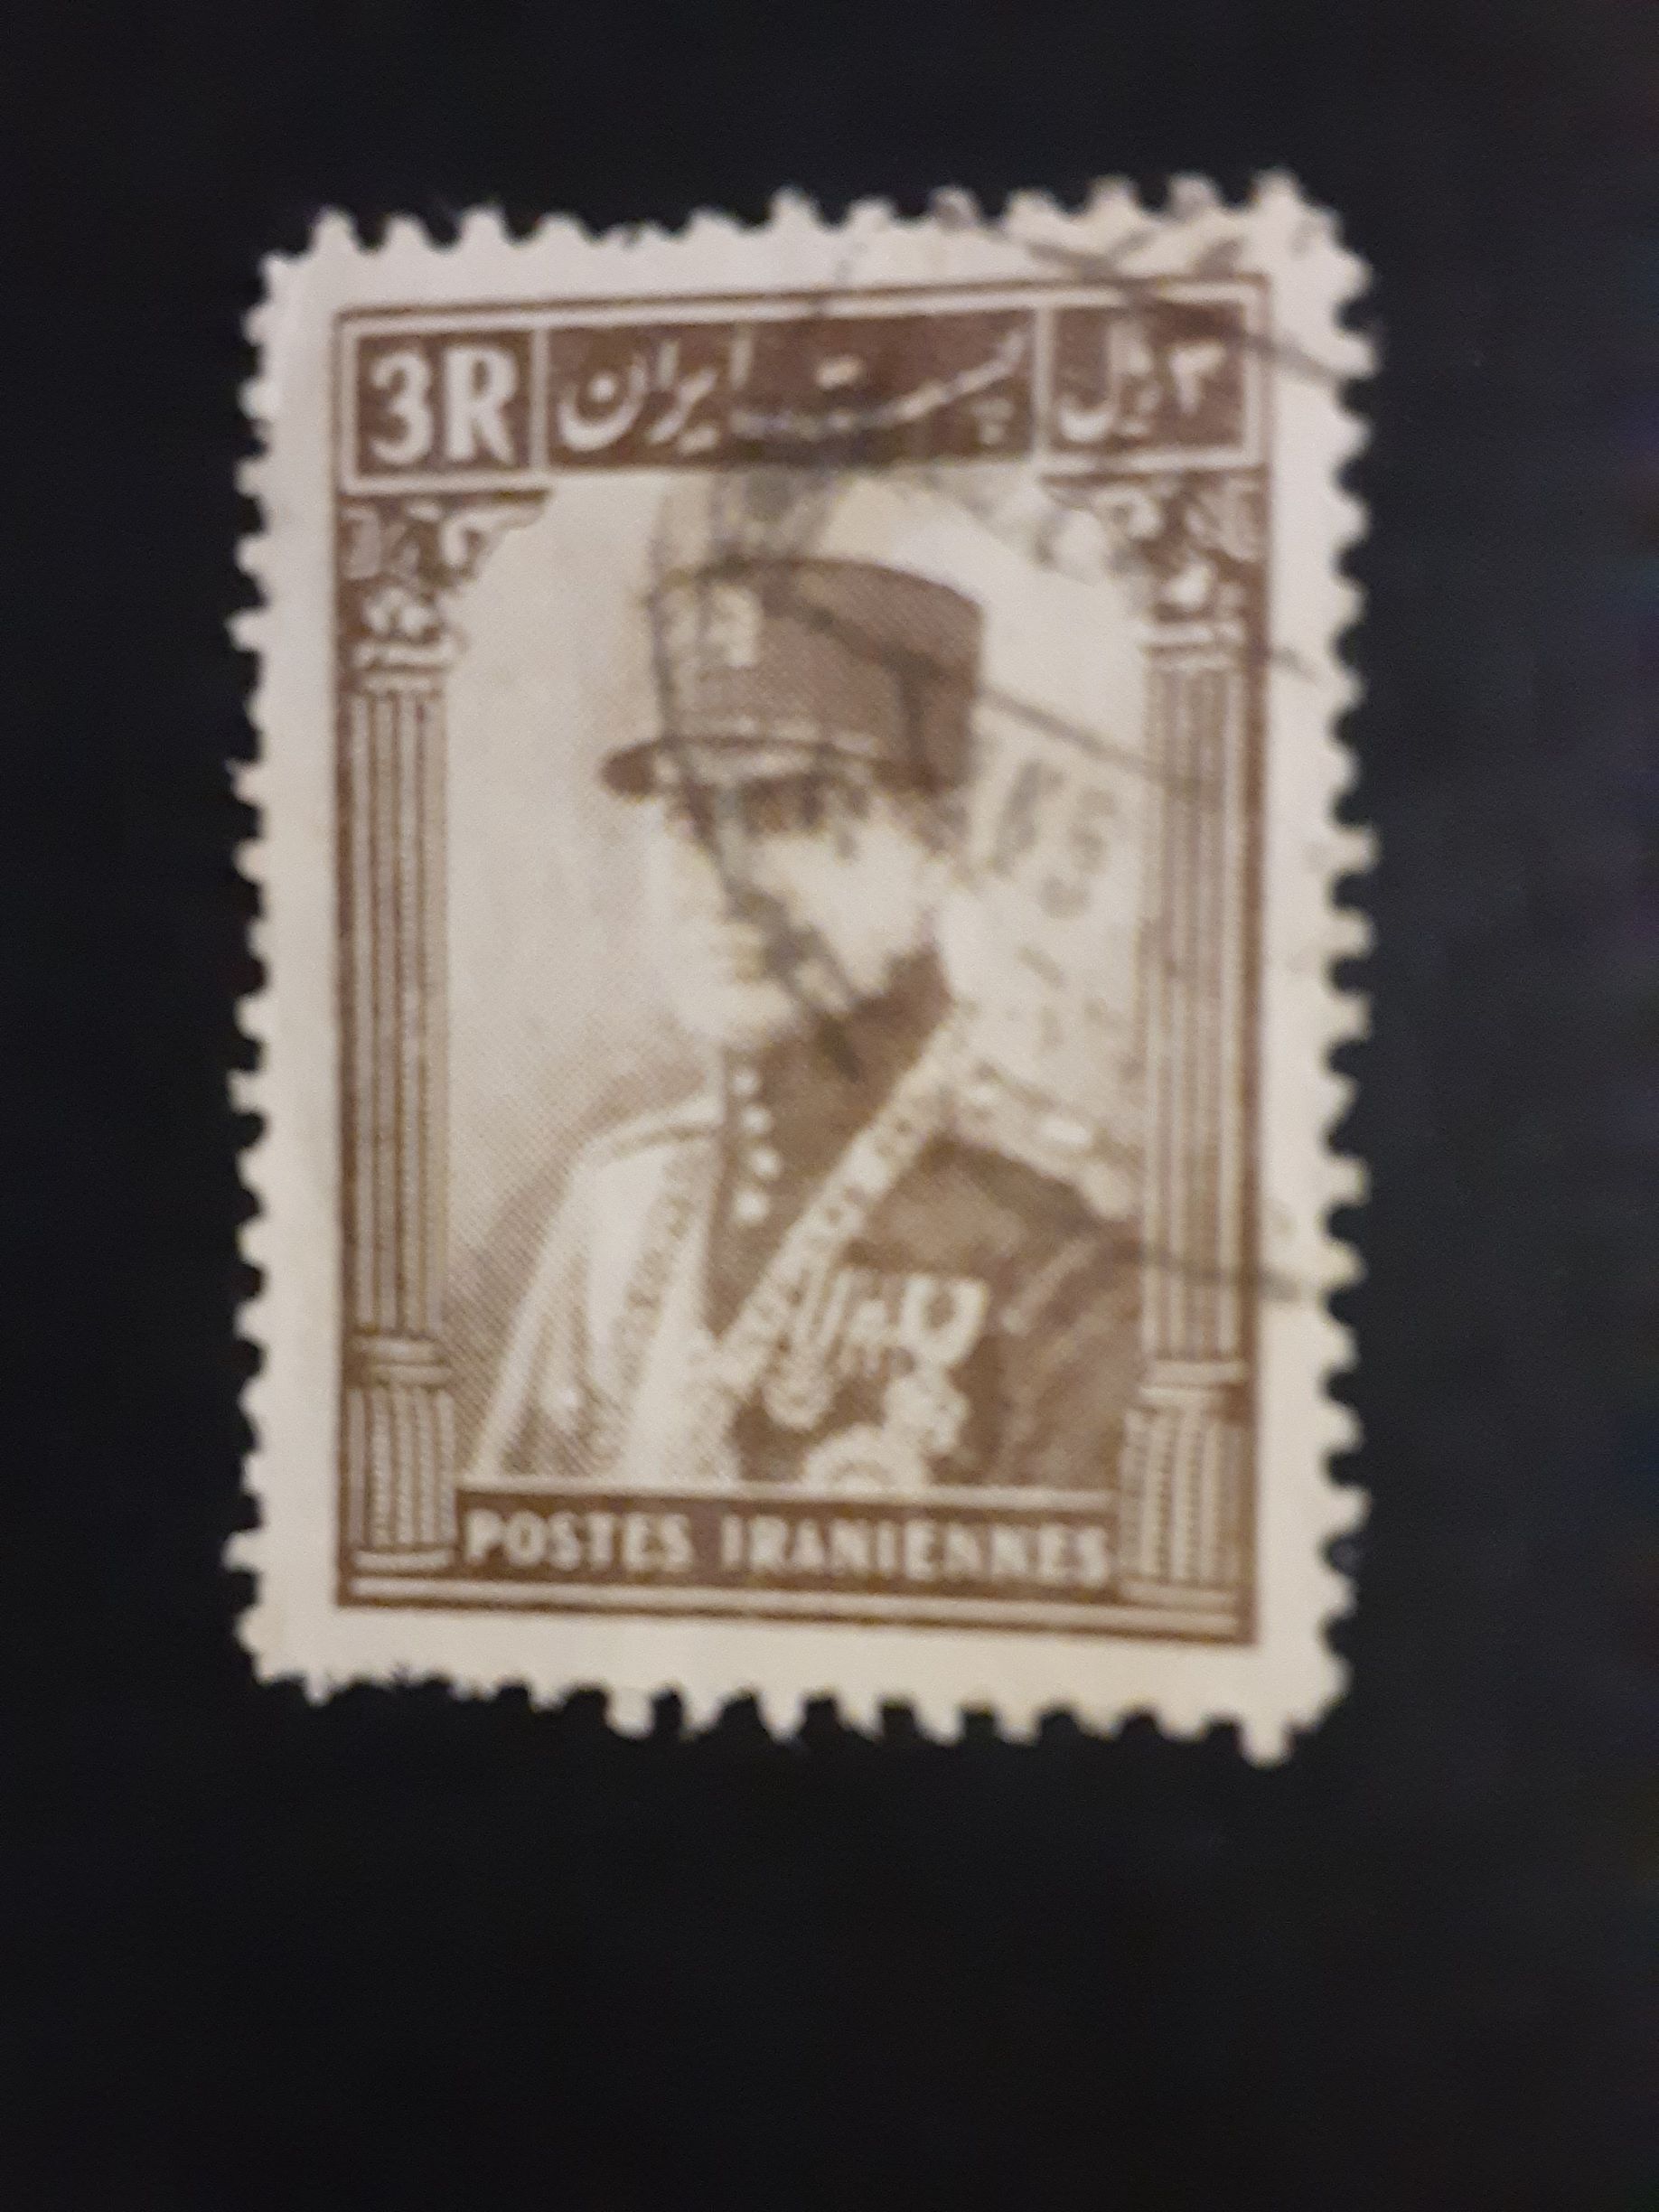 3R پست ایران ۳ ریال
POSTES IRANIENNES